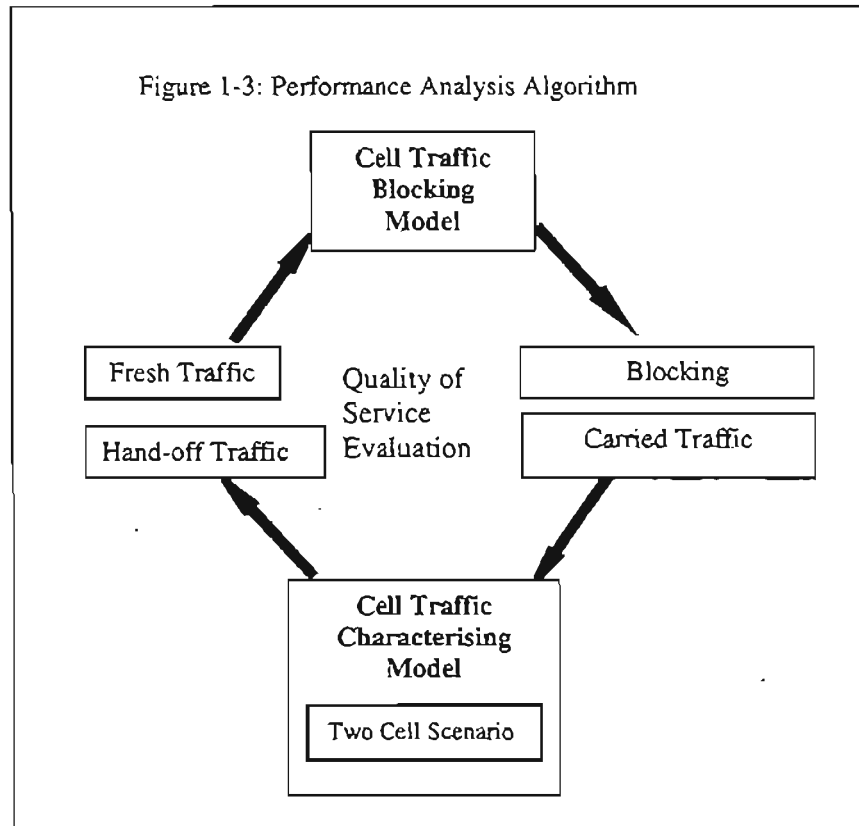 Figure 1-3: Performance Analysis Algorithm
Cell Traffic
Blocking
Model
Fresh Traffic
Hand-off Traffic
Quality of
Service
Evaluation
Blocking
Carried Traffic
Cell Traffic
Characterising
Model
Two Cell Scenario